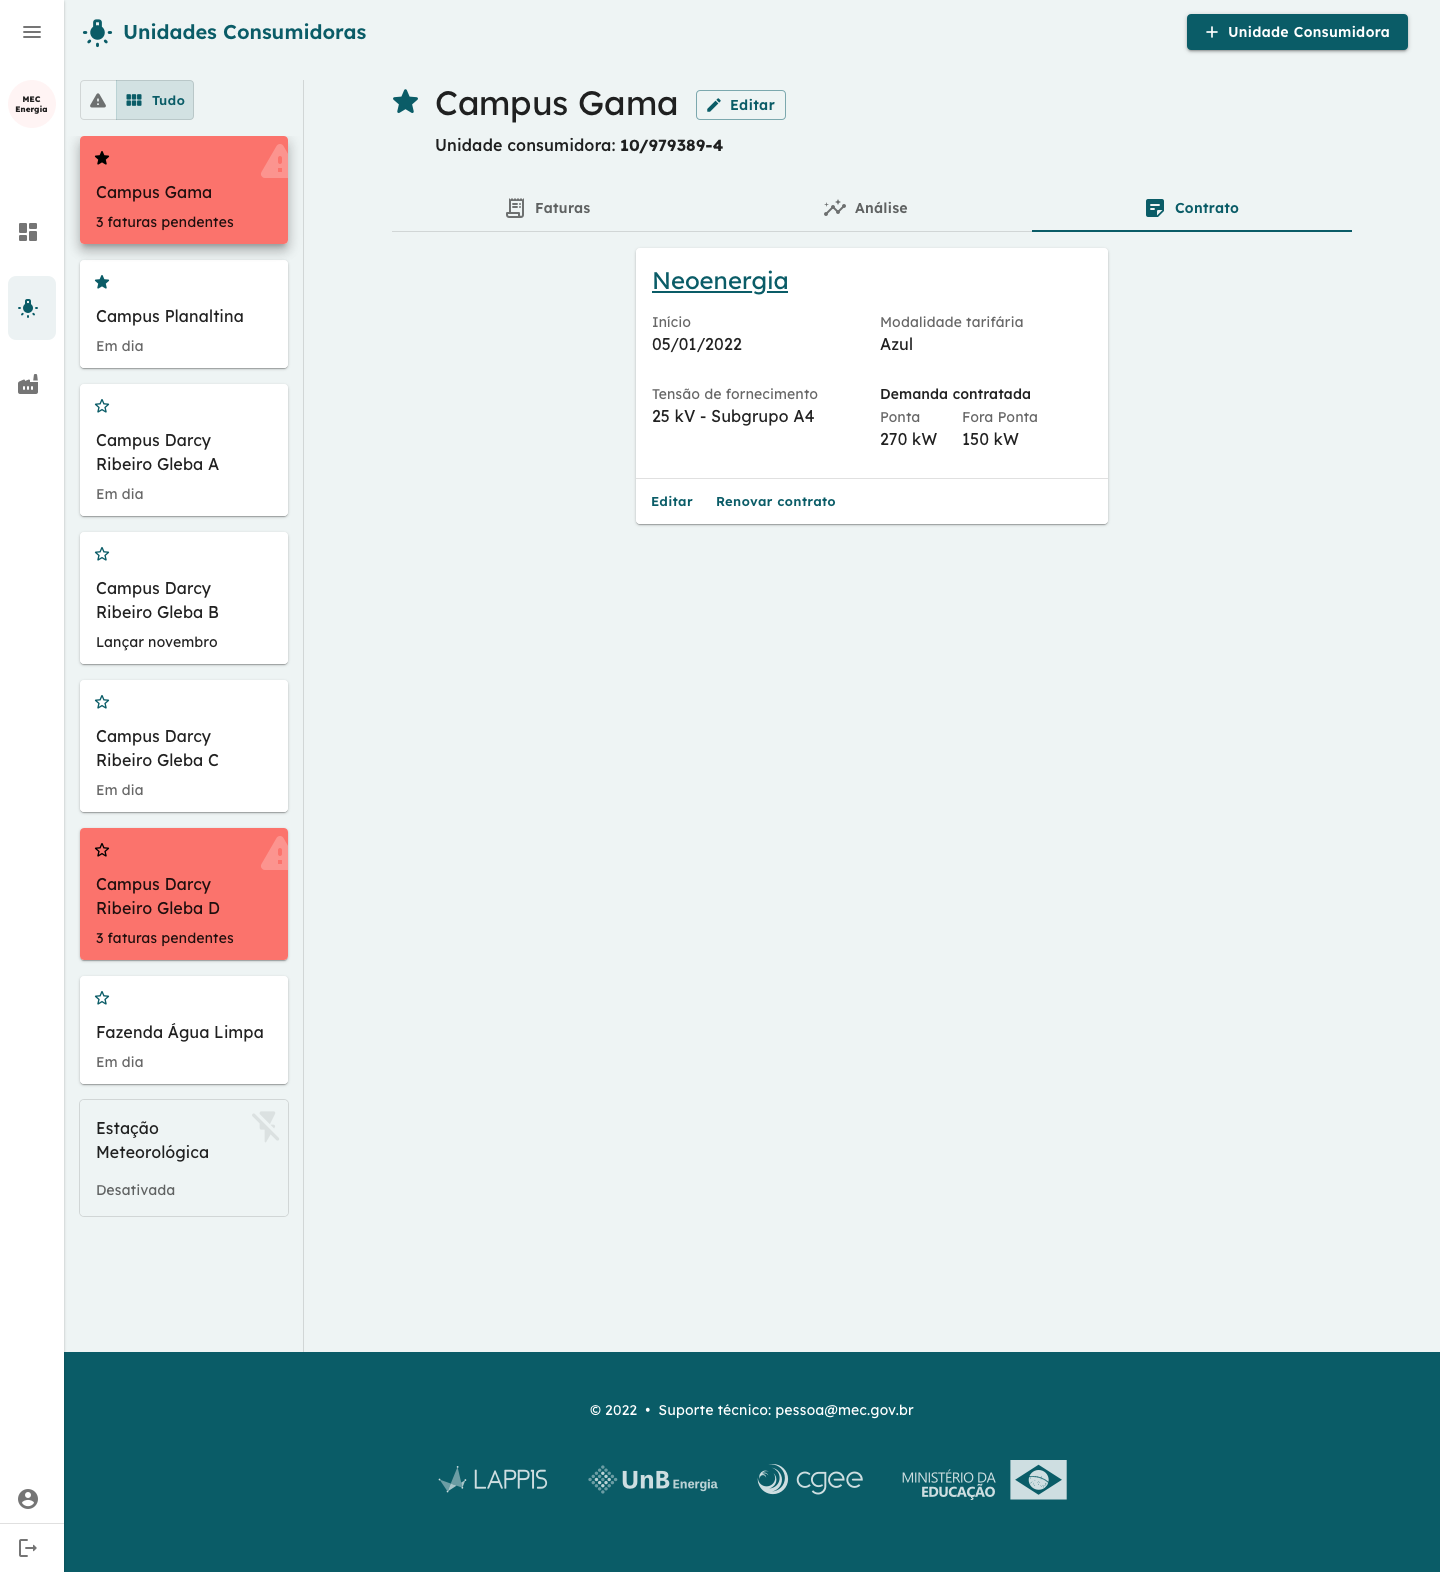 Unidades Consumidoras
Unidade Consumidora
MEC
Energia
Tudo
Campus Gama
3 faturas pendentes
Campus Planaltina
Em dia
Campus Darcy
Ribeiro Gleba A
Em dia
Campus Darcy
Ribeiro Gleba B
Lançar novembro
Campus Darcy
Ribeiro Gleba C
Em dia
Campus Darcy
Ribeiro Gleba D
3 faturas pendentes
Fazenda Água Limpa
Em dia
Estação
Meteorológica
Desativada
Campus Gama
Editar
Unidade consumidora: 10/979389-4
Faturas
Análise
Contrato
Neoenergia
Início
05/01/2022
Modalidade tarifária
Azul
Tensão de fornecimento
25 kV - Subgrupo A4
Demanda contratada
Ponta
Fora Ponta
270 kW
150 kW
Editar
Renovar contrato
© 2022 • Suporte técnico: pessoa@mec.gov.br
LAPPIS
UnB Energia
cgee
MINISTÉRIO DA
EDUCAÇÃO